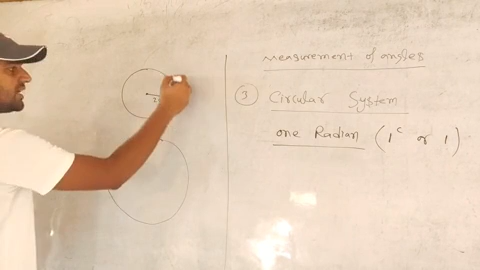 Measurement of angles
3 Circular System
one Radian (1ᶜ or 1)